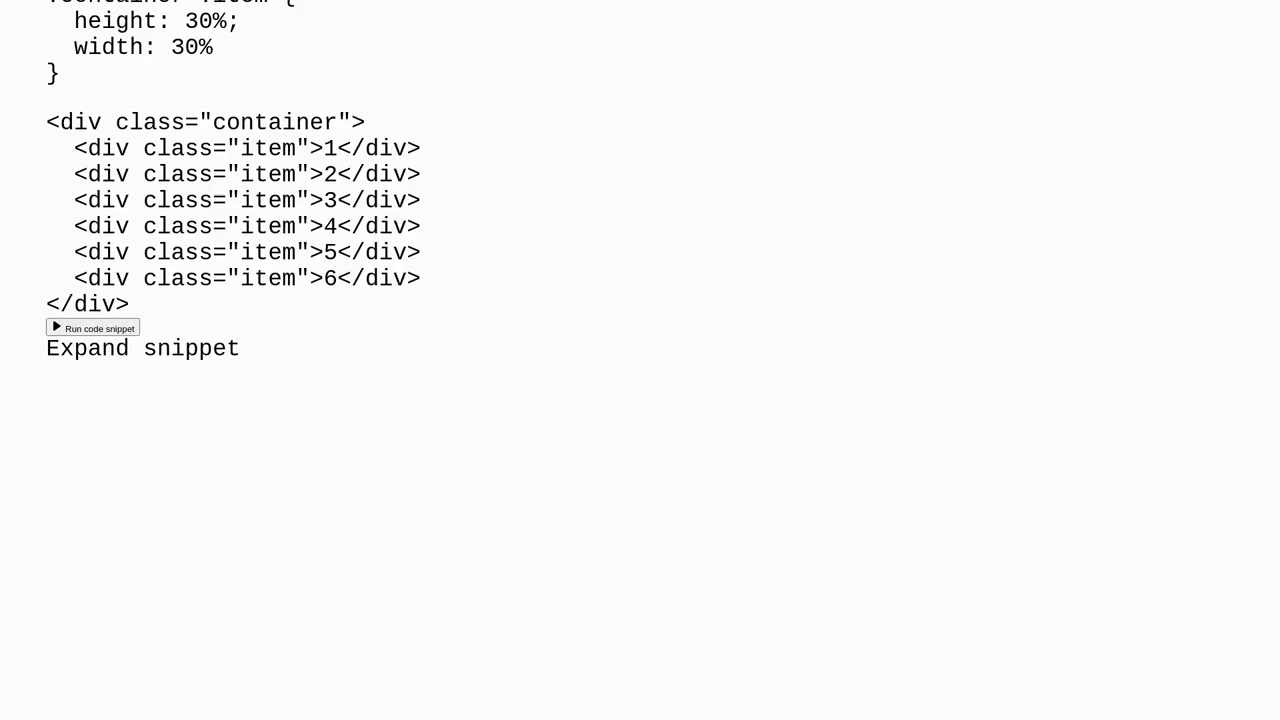 .container .item {
  height: 30%;
  width: 30%
}
<div class="container">
  <div class="item">1</div>
  <div class="item">2</div>
  <div class="item">3</div>
  <div class="item">4</div>
  <div class="item">5</div>
  <div class="item">6</div>
</div>
Run code snippet
Expand snippet